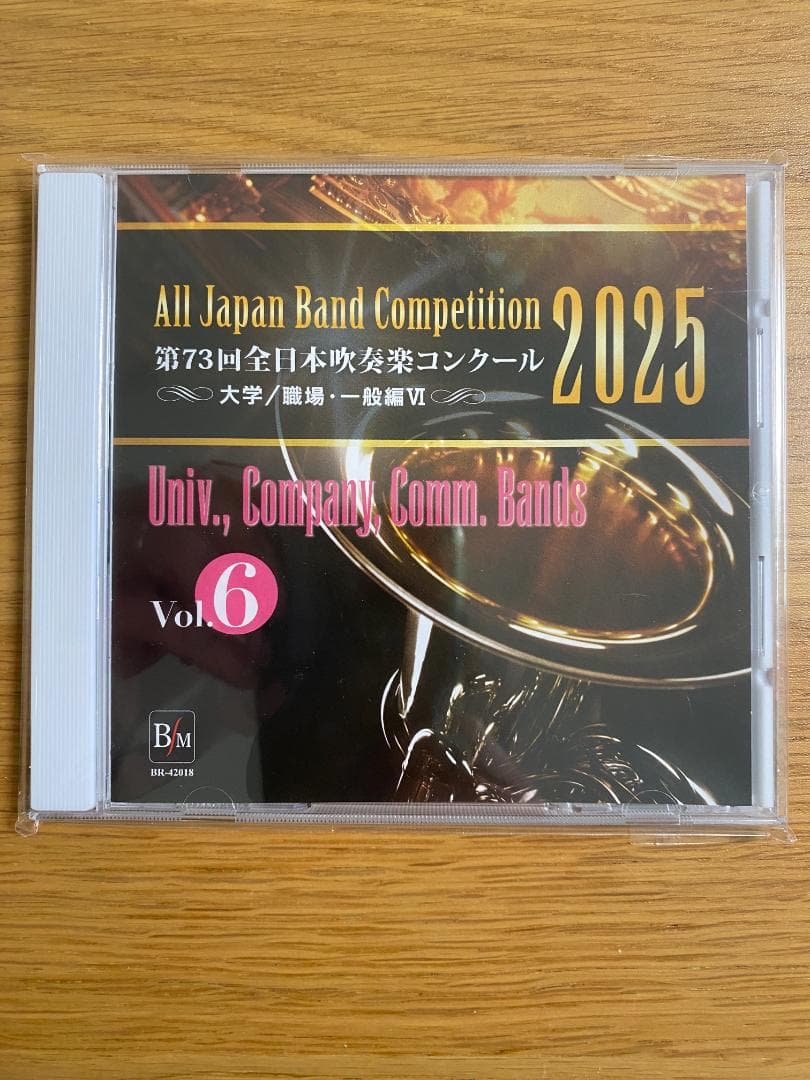 All Japan Band Competition 2025
第73回全日本吹奏楽コンクール
大学/職場・一般編Ⅵ
Univ., Company, Comm. Bands
Vol.6
BfM
BR-42018